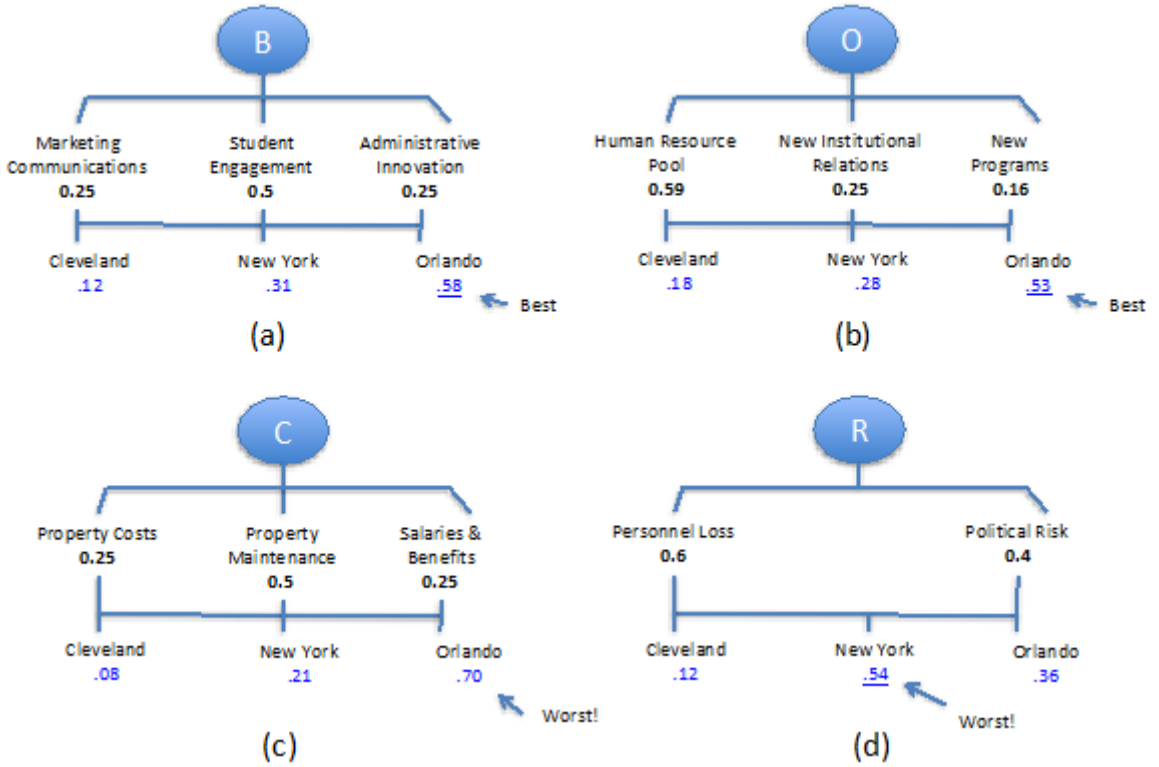 B
Marketing
Communications
0.25
Student
Engagement
0.5
Administrative
Innovation
0.25
Cleveland
.12
New York
.31
Orlando
.58
Best
(a)
O
Human Resource
Pool
0.59
New Institutional
Relations
0.25
New
Programs
0.16
Cleveland
.18
New York
.28
Orlando
.53
Best
(b)
C
Property Costs
0.25
Property
Maintenance
0.5
Salaries &
Benefits
0.25
Cleveland
.08
New York
.21
Orlando
.70
Worst!
(c)
R
Personnel Loss
0.6
Political Risk
0.4
Cleveland
.12
New York
.54
Orlando
.36
Worst!
(d)